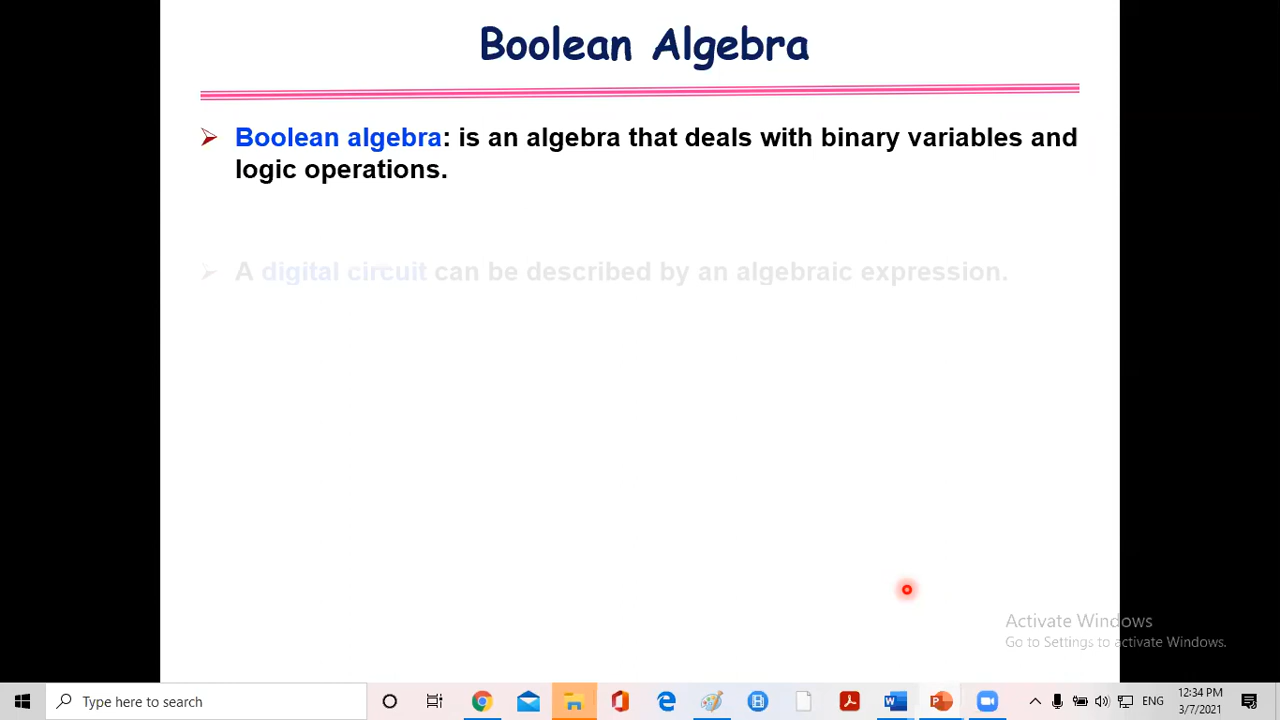 Boolean Algebra
Boolean algebra: is an algebra that deals with binary variables and
logic operations.
A digital circuit can be described by an algebraic expression.
Activate Windows
Go to Settings to activate Windows.
Type here to search
ENG
12:34 PM
3/7/2021